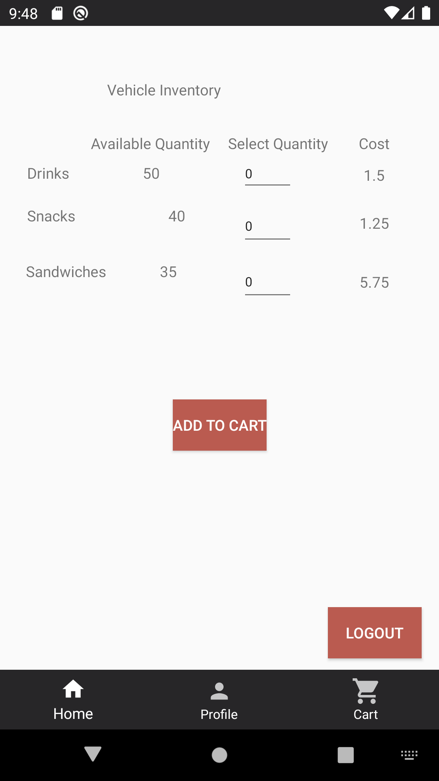 9:48
Vehicle Inventory
Available Quantity Select Quantity Cost
Drinks 50 0 1.5
Snacks 40 0 1.25
Sandwiches 35 0 5.75
ADD TO CART
LOGOUT
Home Profile Cart